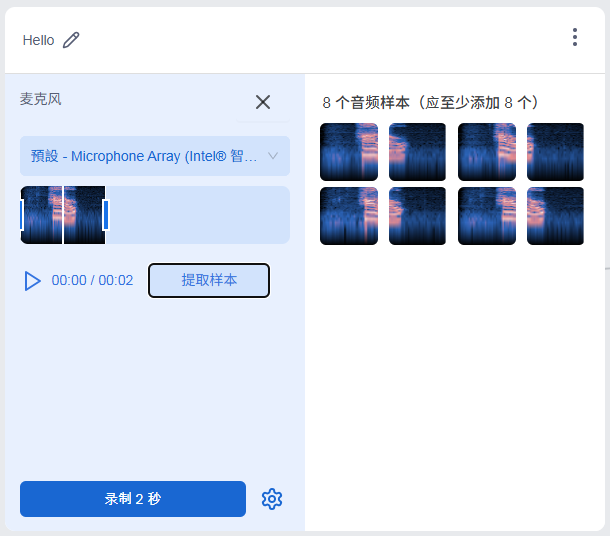 Hello
麦克风
預設 - Microphone Array (Intel® 智...
00:00 / 00:02
提取样本
录制 2 秒
8 个音频样本（应至少添加 8 个）